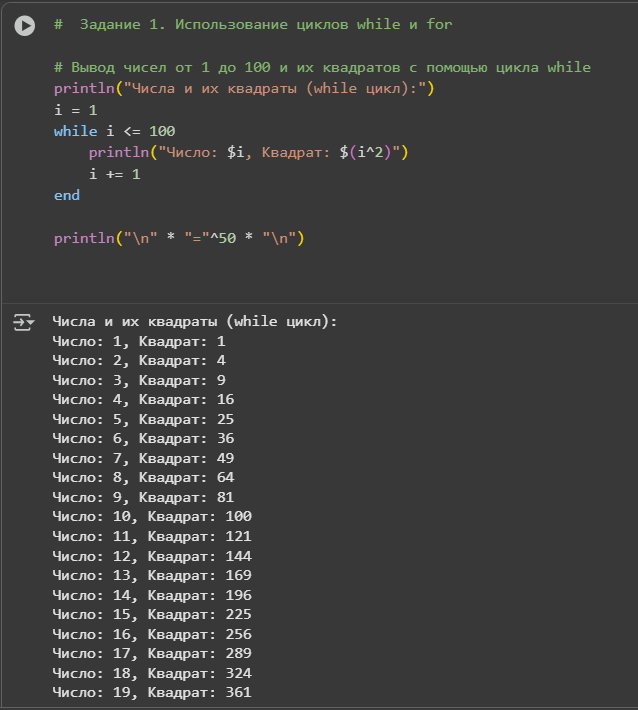 #  Задание 1. Использование циклов while и for
# Вывод чисел от 1 до 100 и их квадратов с помощью цикла while
println("Числа и их квадраты (while цикл):")
i = 1
while i <= 100
    println("Число: $i, Квадрат: $(i^2)")
    i += 1
end
println("\n" * "="^50 * "\n")
Числа и их квадраты (while цикл):
Число: 1, Квадрат: 1
Число: 2, Квадрат: 4
Число: 3, Квадрат: 9
Число: 4, Квадрат: 16
Число: 5, Квадрат: 25
Число: 6, Квадрат: 36
Число: 7, Квадрат: 49
Число: 8, Квадрат: 64
Число: 9, Квадрат: 81
Число: 10, Квадрат: 100
Число: 11, Квадрат: 121
Число: 12, Квадрат: 144
Число: 13, Квадрат: 169
Число: 14, Квадрат: 196
Число: 15, Квадрат: 225
Число: 16, Квадрат: 256
Число: 17, Квадрат: 289
Число: 18, Квадрат: 324
Число: 19, Квадрат: 361